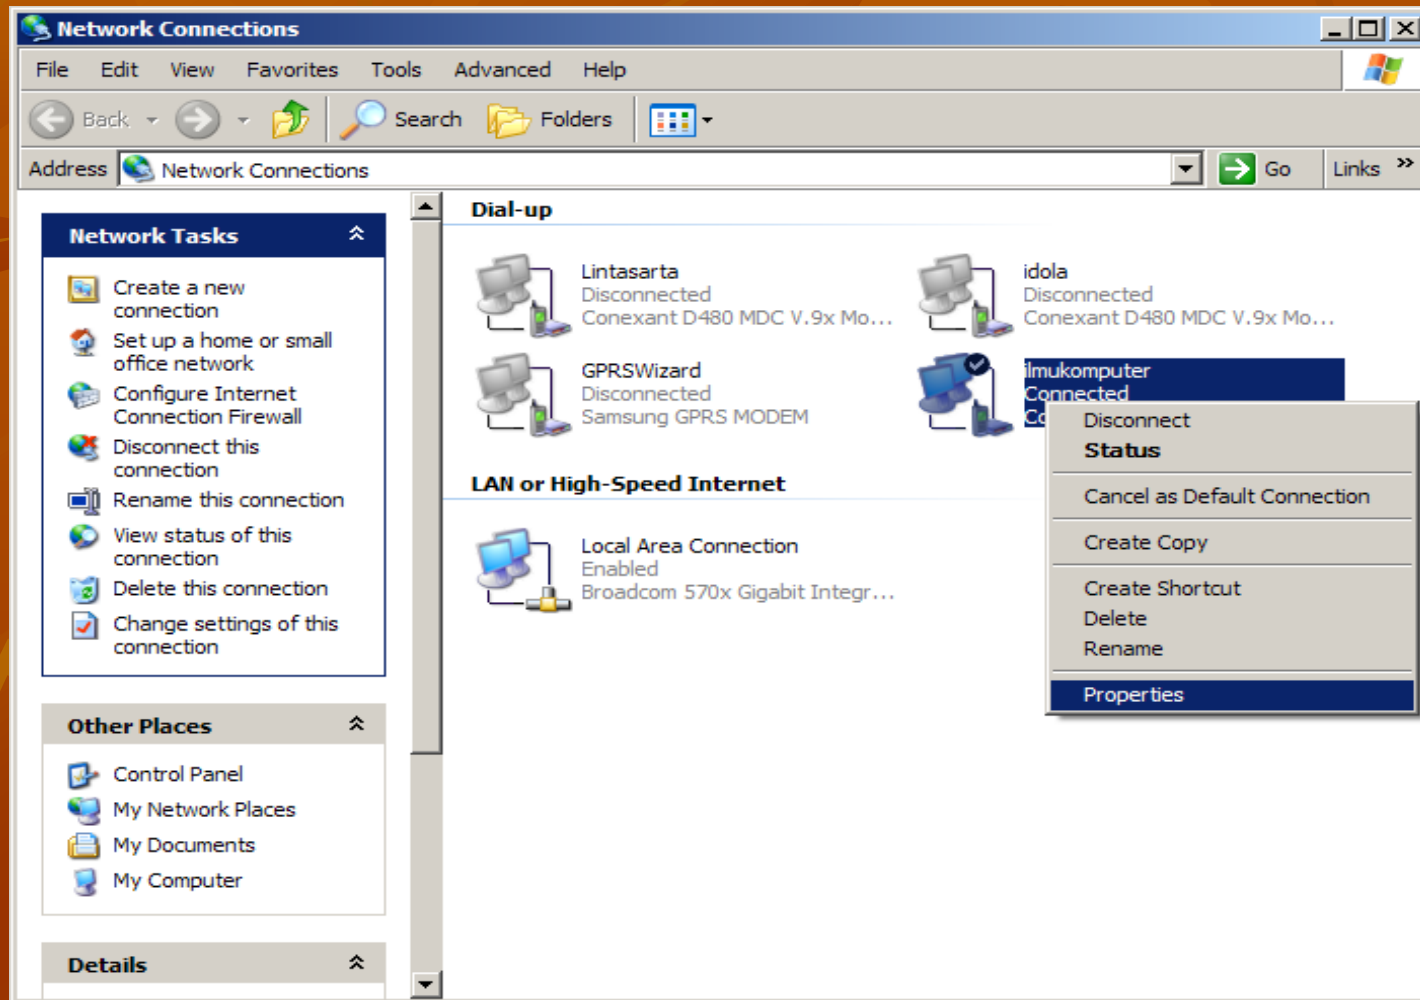 Network Connections
File Edit View Favorites Tools Advanced Help
Back Search Folders
Address Network Connections Go Links »
Network Tasks
Create a new
connection
Set up a home or small
office network
Configure Internet
Connection Firewall
Disconnect this
connection
Rename this connection
View status of this
connection
Delete this connection
Change settings of this
connection
Other Places
Control Panel
My Network Places
My Documents
My Computer
Details
Dial-up
Lintasarta
Disconnected
Conexant D480 MDC V.9x Mo...
idola
Disconnected
Conexant D480 MDC V.9x Mo...
GPRSWizard
Disconnected
Samsung GPRS MODEM
ilmukomputer
Connected
LAN or High-Speed Internet
Local Area Connection
Enabled
Broadcom 570x Gigabit Integr...
Disconnect
Status
Cancel as Default Connection
Create Copy
Create Shortcut
Delete
Rename
Properties